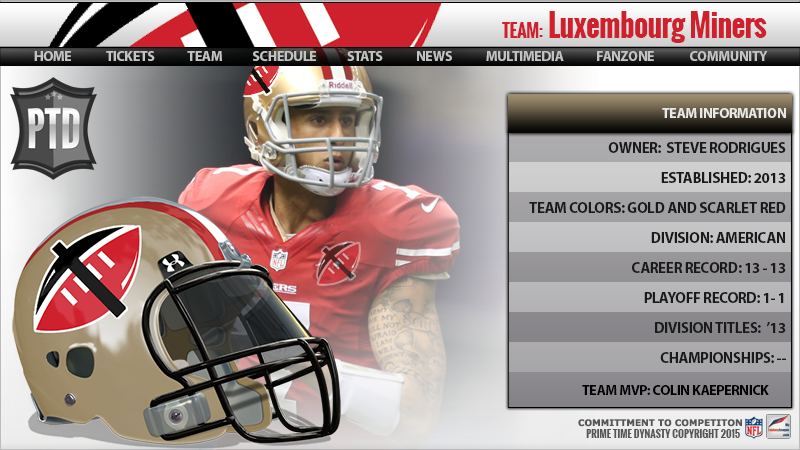 TEAM: Luxembourg Miners
HOME TICKETS TEAM SCHEDULE STATS NEWS MULTIMEDIA FANZONE COMMUNITY
PTD
Riddell
NFL
ERS
TEAM INFORMATION
OWNER: STEVE RODRIGUES
ESTABLISHED: 2013
TEAM COLORS: GOLD AND SCARLET RED
DIVISION: AMERICAN
CAREER RECORD: 13 - 13
PLAYOFF RECORD: 1- 1
DIVISION TITLES: '13
CHAMPIONSHIPS: --
TEAM MVP: COLIN KAEPERNICK
COMMITTMENT TO COMPETITON
PRIME TIME DYNASTY COPYRIGHT 2015
NFL